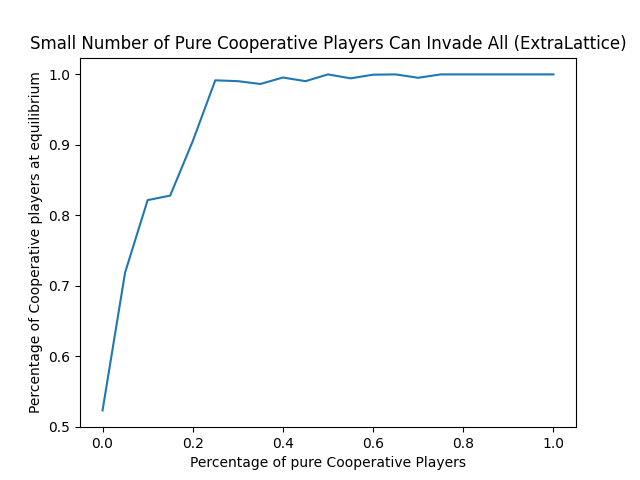 Small Number of Pure Cooperative Players Can Invade All (ExtraLattice)
Percentage of Cooperative players at equilibrium
1.0
0.9
0.8
0.7
0.6
0.5
0.0 0.2 0.4 0.6 0.8 1.0
Percentage of pure Cooperative Players